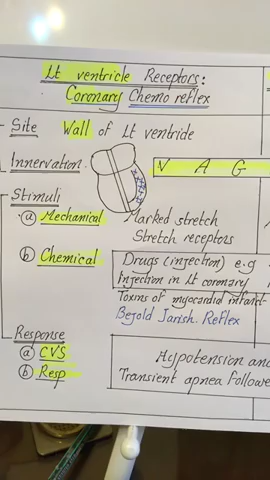 Lt ventricle Receptors:
Coronary Chemo reflex
Site Wall of Lt ventricle
Innervation V A G
Stimuli
ⓐ Mechanical Marked stretch
Stretch receptors
ⓑ Chemical Drugs (injection) e.g
Injection in Lt coronary
Toxins of myocardial infarct
Bezold Jarish. Reflex
Response
ⓐ CVS Hypotension and
ⓑ Resp Transient apnea followe